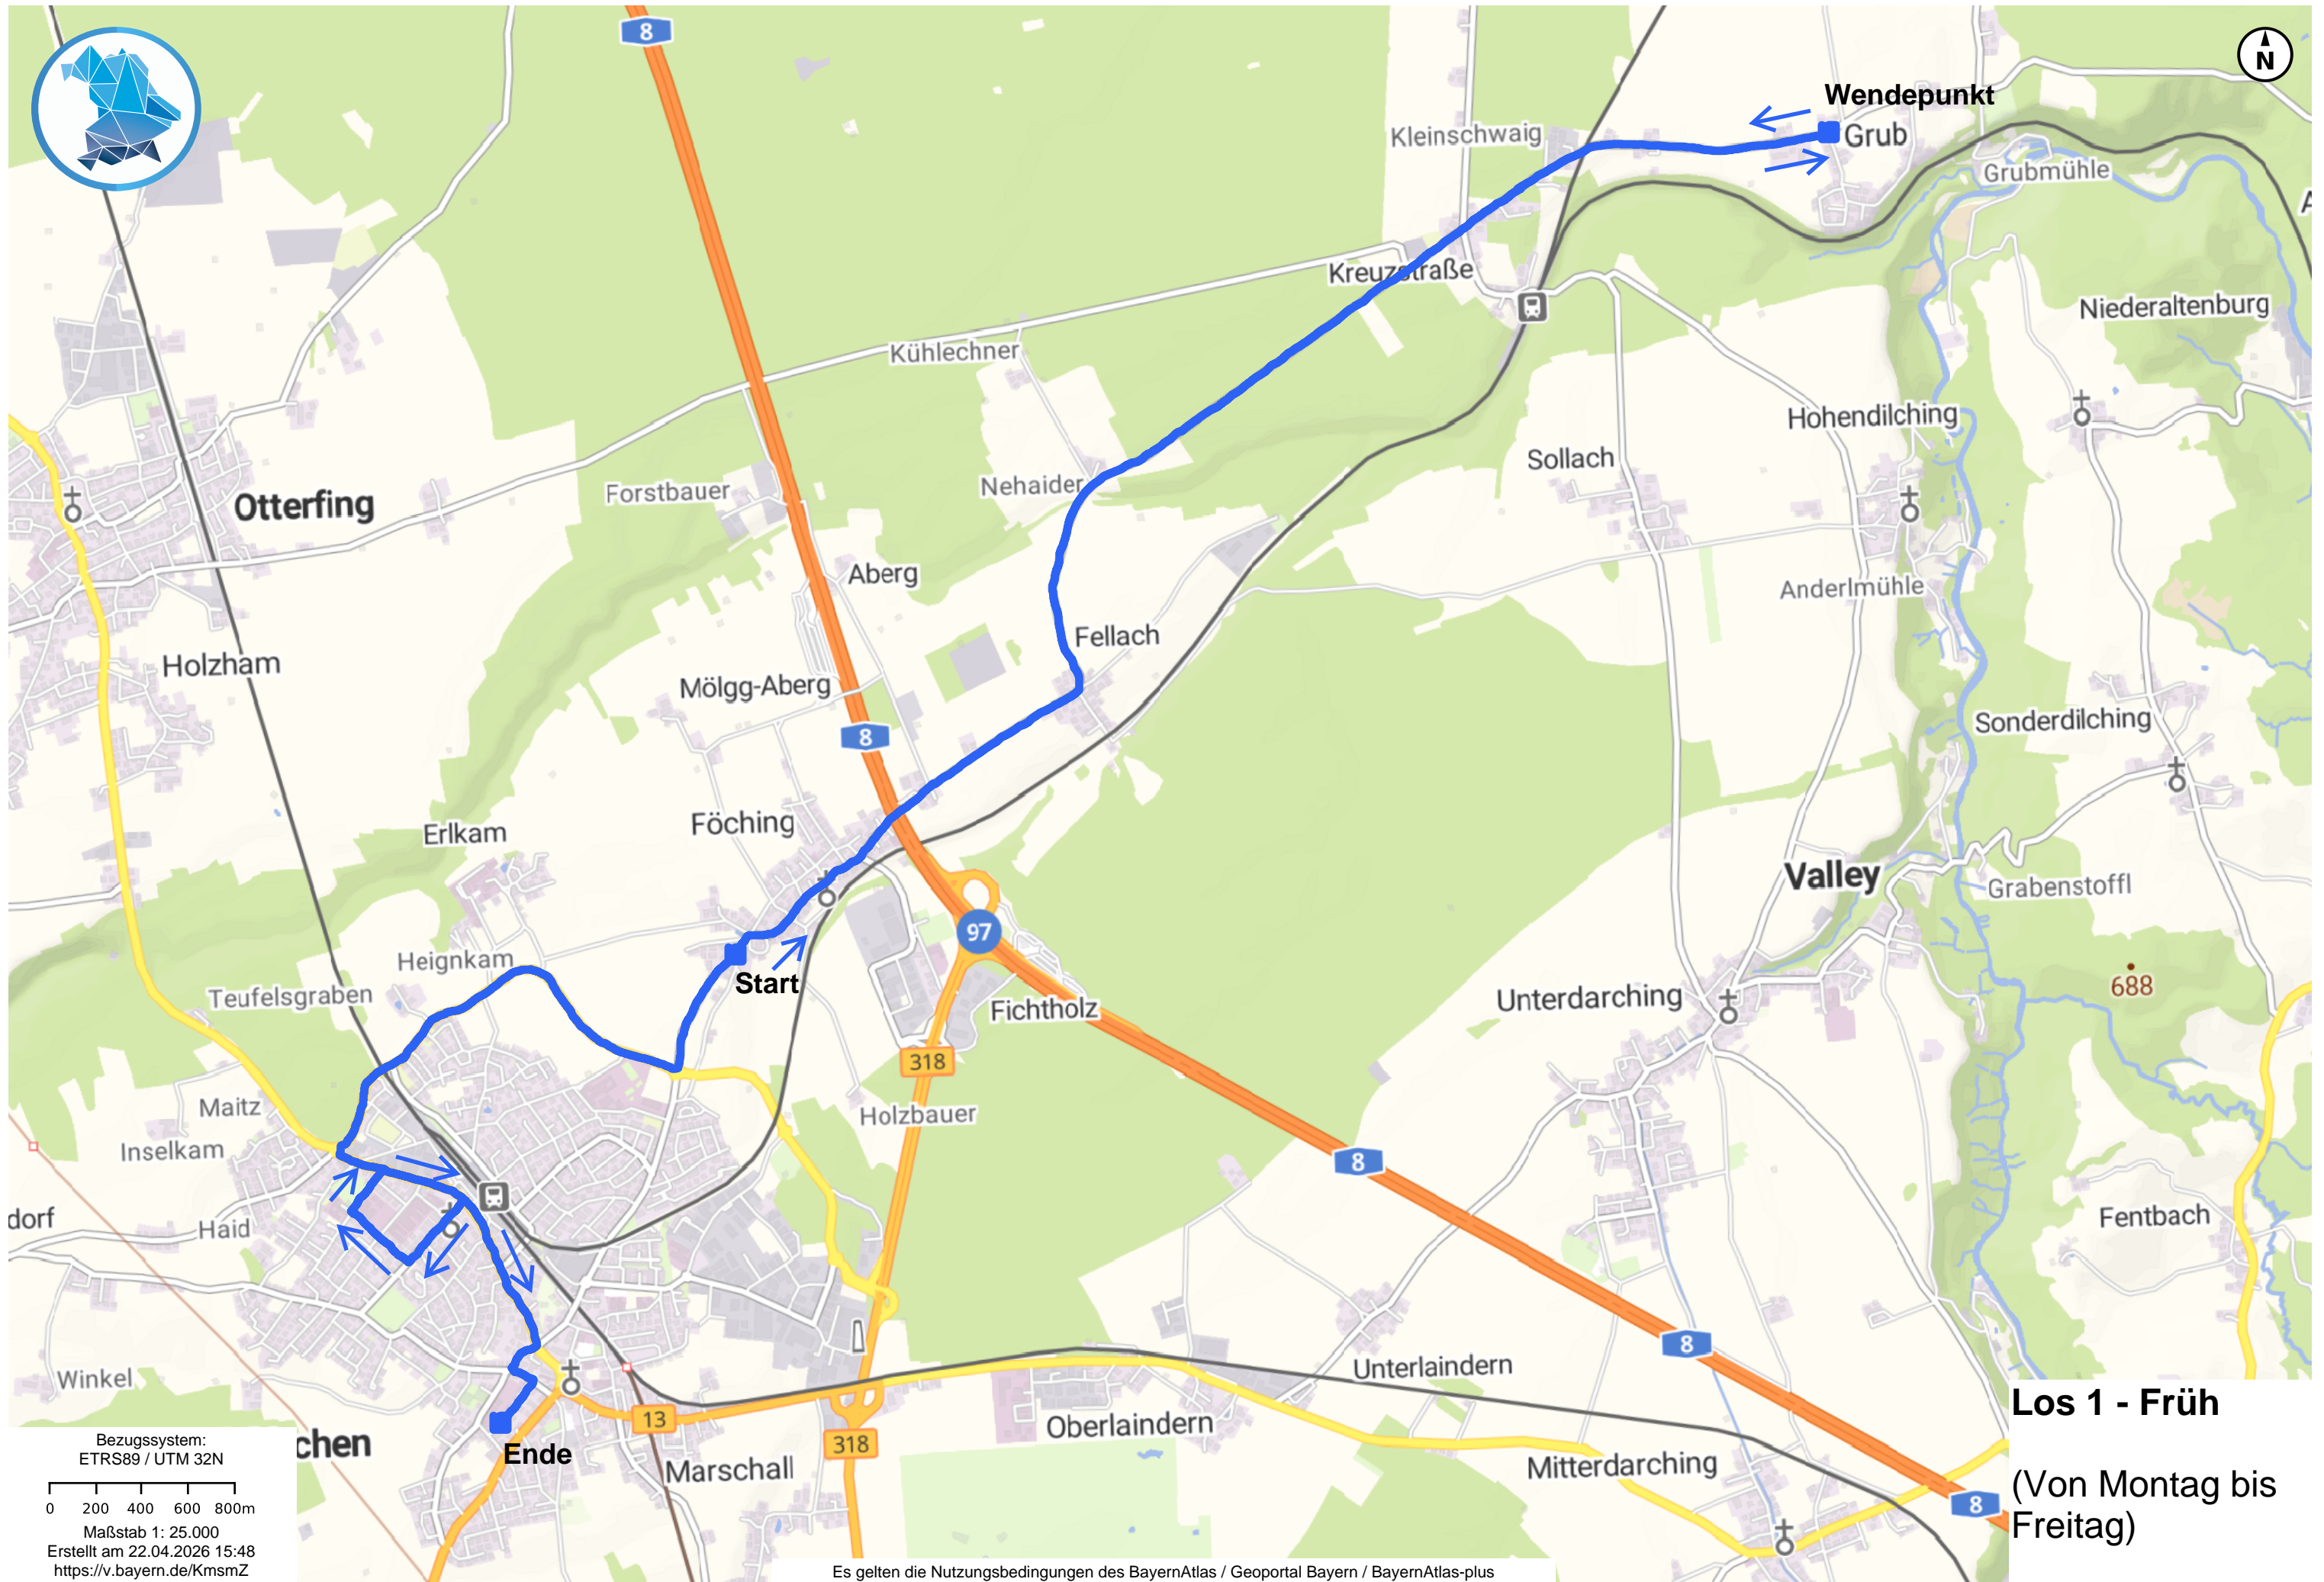 8
N
Wendepunkt
Kleinschwaig
Grub
Grubmühle
A
Kreuzstraße
Niederaltenburg
Kühlechner
Hohendilching
Sollach
Nehaider
Forstbauer
Otterfing
Aberg
Anderlmühle
Fellach
Holzham
Mölgg-Aberg
Sonderdilching
8
Föching
Erlkam
Valley
Grabenstoffl
97
Heignkam
Start
Teufelsgraben
688
Unterdarching
Fichtholz
318
Maitz
Holzbauer
Inselkam
8
dorf
Haid
Fentbach
8
Unterlaindern
Winkel
Los 1 - Früh
13
Oberlaindern
chen
318
Ende
Marschall
Mitterdarching
(Von Montag bis
Freitag)
8
Bezugssystem:
ETRS89 / UTM 32N
0 200 400 600 800m
Maßstab 1: 25.000
Erstellt am 22.04.2026 15:48
https://v.bayern.de/KmsmZ
Es gelten die Nutzungsbedingungen des BayernAtlas / Geoportal Bayern / BayernAtlas-plus